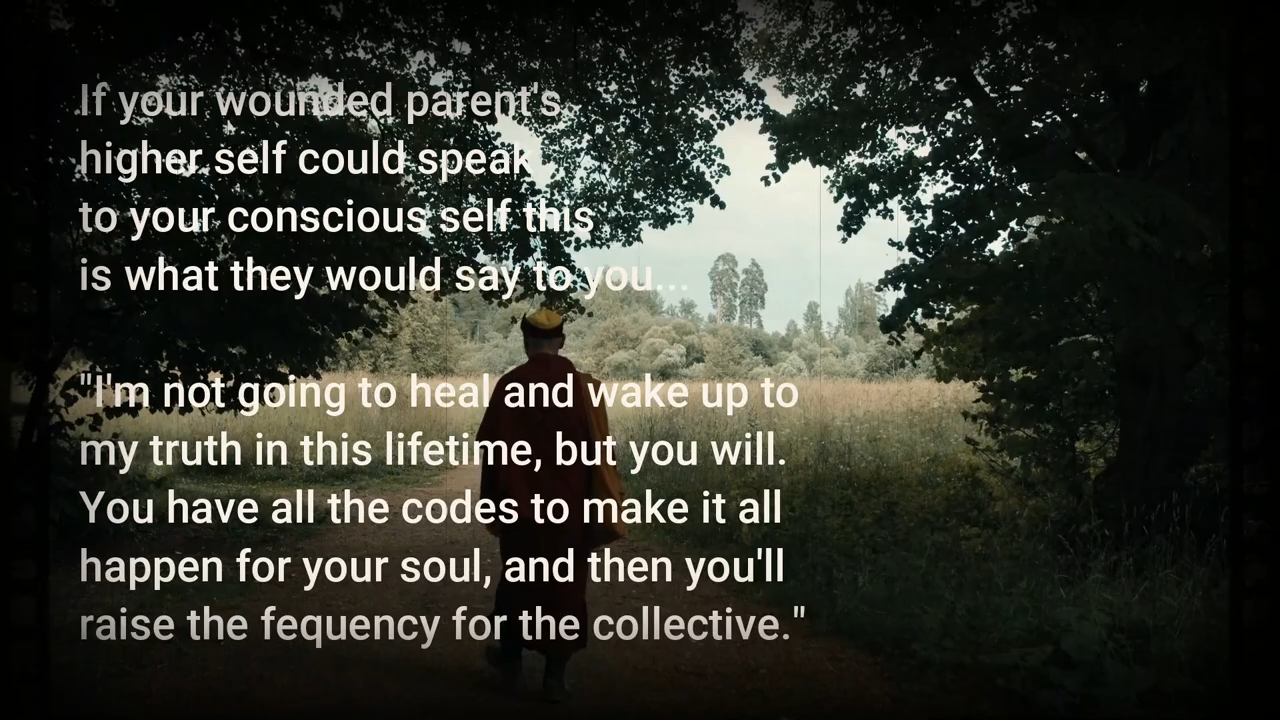 If your wounded parent's
higher self could speak
to your conscious self this
is what they would say to you...
"I'm not going to heal and wake up to
my truth in this lifetime, but you will.
You have all the codes to make it all
happen for your soul, and then you'll
raise the fequency for the collective."